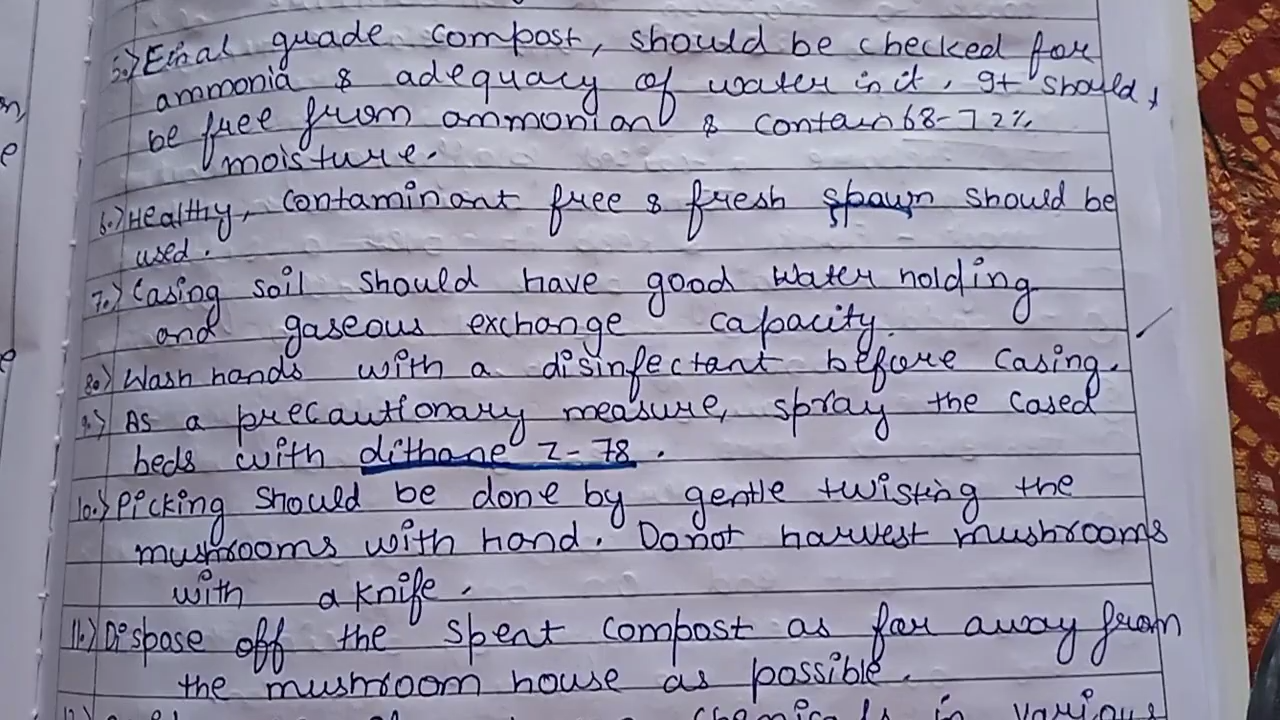 5.) Final grade compost, should be checked for
ammonia & adequacy of water in it, It should
be free from ammonian & contain 68-72%
moisture.
6.) Healthy, contaminant free & fresh spawn should be
used.
7.) Casing soil should have good water holding
and gaseous exchange capacity.
8.) Wash hands with a disinfectant before casing.
9.) As a precautionary measure, spray the cased
beds with dithane Z-78.
10.) Picking should be done by gentle twisting the
mushrooms with hand. Donot harvest mushrooms
with a knife.
11.) Dispose off the spent compost as far away from
the mushroom house as possible.
chemicals in various